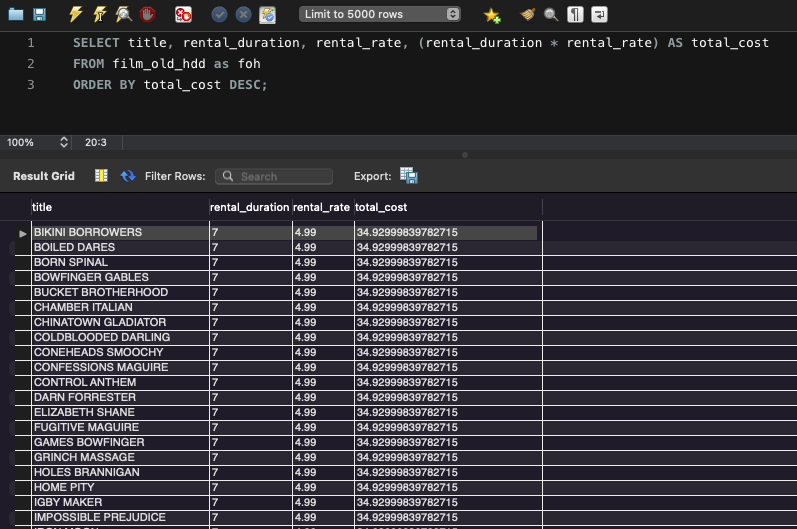 Limit to 5000 rows
1 SELECT title, rental_duration, rental_rate, (rental_duration * rental_rate) AS total_cost
2 FROM film_old_hdd as foh
3 ORDER BY total_cost DESC;
100% 20:3
Result Grid Filter Rows: Search Export:
title rental_duration rental_rate total_cost
BIKINI BORROWERS 7 4.99 34.92999839782715
BOILED DARES 7 4.99 34.92999839782715
BORN SPINAL 7 4.99 34.92999839782715
BOWFINGER GABLES 7 4.99 34.92999839782715
BUCKET BROTHERHOOD 7 4.99 34.92999839782715
CHAMBER ITALIAN 7 4.99 34.92999839782715
CHINATOWN GLADIATOR 7 4.99 34.92999839782715
COLDBLOODED DARLING 7 4.99 34.92999839782715
CONEHEADS SMOOCHY 7 4.99 34.92999839782715
CONFESSIONS MAGUIRE 7 4.99 34.92999839782715
CONTROL ANTHEM 7 4.99 34.92999839782715
DARN FORRESTER 7 4.99 34.92999839782715
ELIZABETH SHANE 7 4.99 34.92999839782715
FUGITIVE MAGUIRE 7 4.99 34.92999839782715
GAMES BOWFINGER 7 4.99 34.92999839782715
GRINCH MASSAGE 7 4.99 34.92999839782715
HOLES BRANNIGAN 7 4.99 34.92999839782715
HOME PITY 7 4.99 34.92999839782715
IGBY MAKER 7 4.99 34.92999839782715
IMPOSSIBLE PREJUDICE 7 4.99 34.92999839782715